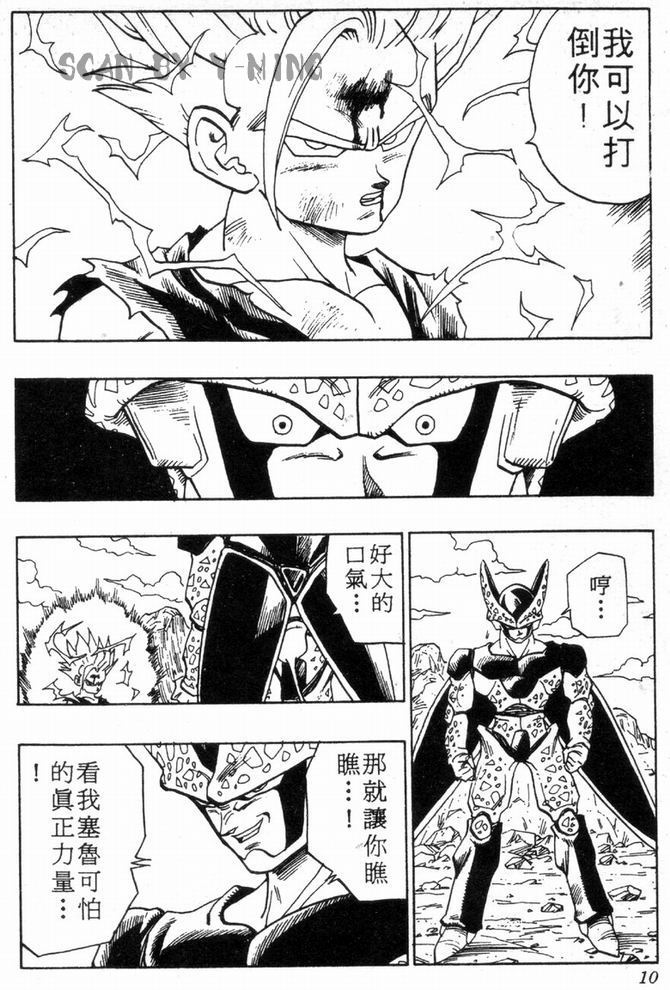 SCAN BY Y-NING
我可以打
倒你！
哼…
好大的
口氣…
那就讓你瞧
瞧…！
看我塞魯可怕
的眞正力量…
！
10